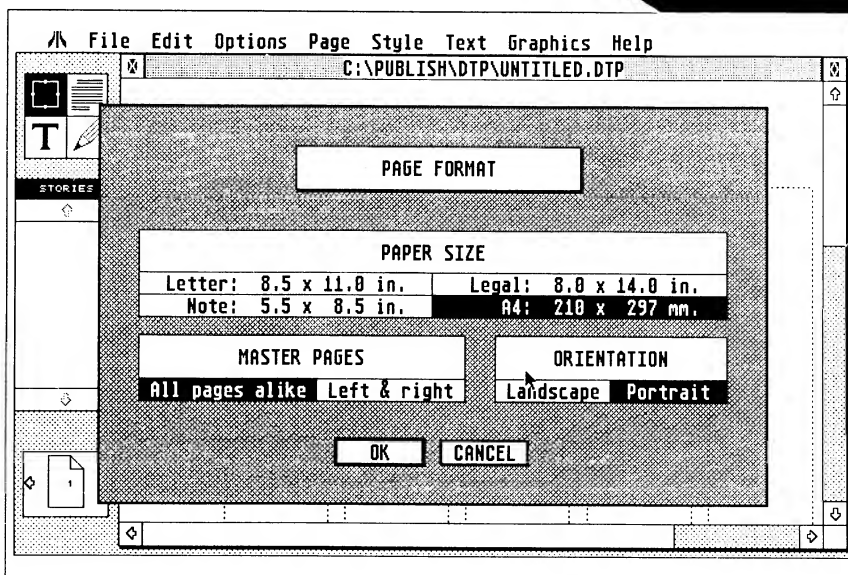 File Edit Options Page Style Text Graphics Help
C:\PUBLISH\DTP\UNTITLED.DTP
T
STORIES
PAGE FORMAT
PAPER SIZE
Letter: 8.5 x 11.0 in. Legal: 8.0 x 14.0 in.
Note: 5.5 x 8.5 in. A4: 210 x 297 mm.
MASTER PAGES ORIENTATION
All pages alike Left & right Landscape Portrait
OK CANCEL
1